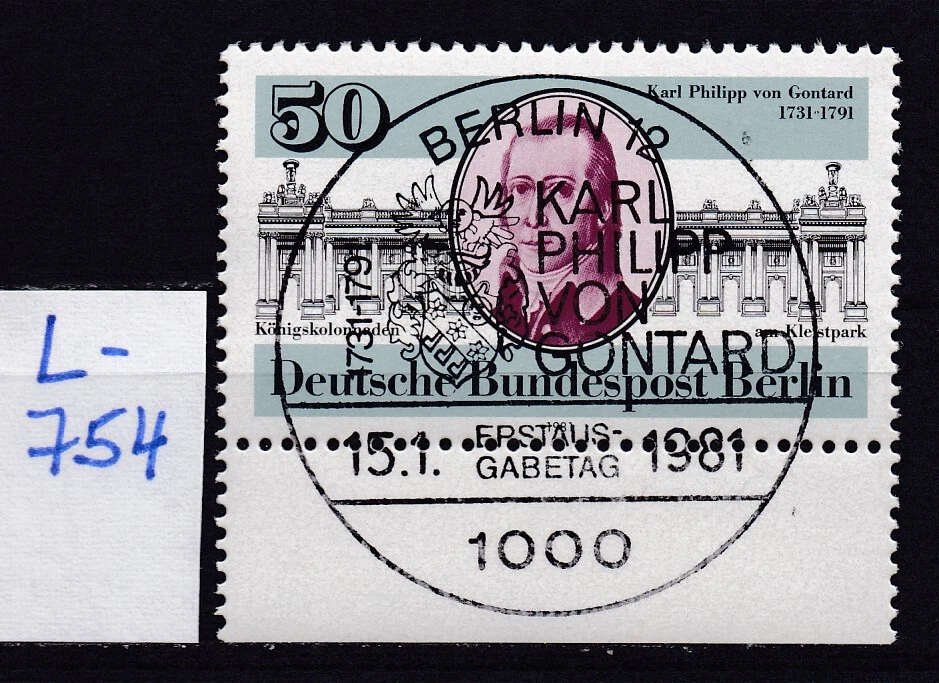 L-
754
50
Karl Philipp von Gontard
1731-1791
Königskolonnaden
am Kleistpark
Deutsche Bundespost Berlin
1981
BERLIN 12
KARL
PHILIPP
VON
GONTARD
1731-1791
15.1.
ERSTAUS-
GABETAG
1981
1000